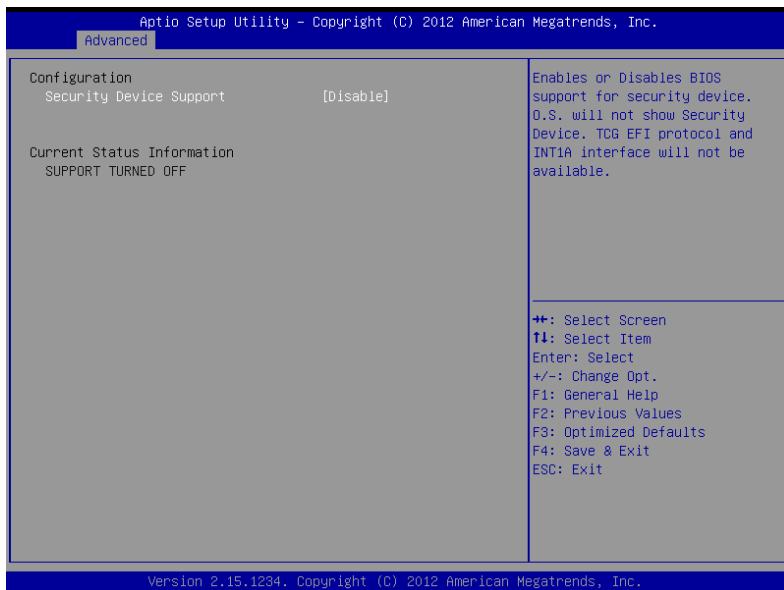 Aptio Setup Utility – Copyright (C) 2012 American Megatrends, Inc.
Advanced
Configuration
Security Device Support [Disable]
Current Status Information
SUPPORT TURNED OFF
Enables or Disables BIOS
support for security device.
O.S. will not show Security
Device. TCG EFI protocol and
INT1A interface will not be
available.
→←: Select Screen
↑↓: Select Item
Enter: Select
+/-: Change Opt.
F1: General Help
F2: Previous Values
F3: Optimized Defaults
F4: Save & Exit
ESC: Exit
Version 2.15.1234. Copyright (C) 2012 American Megatrends, Inc.